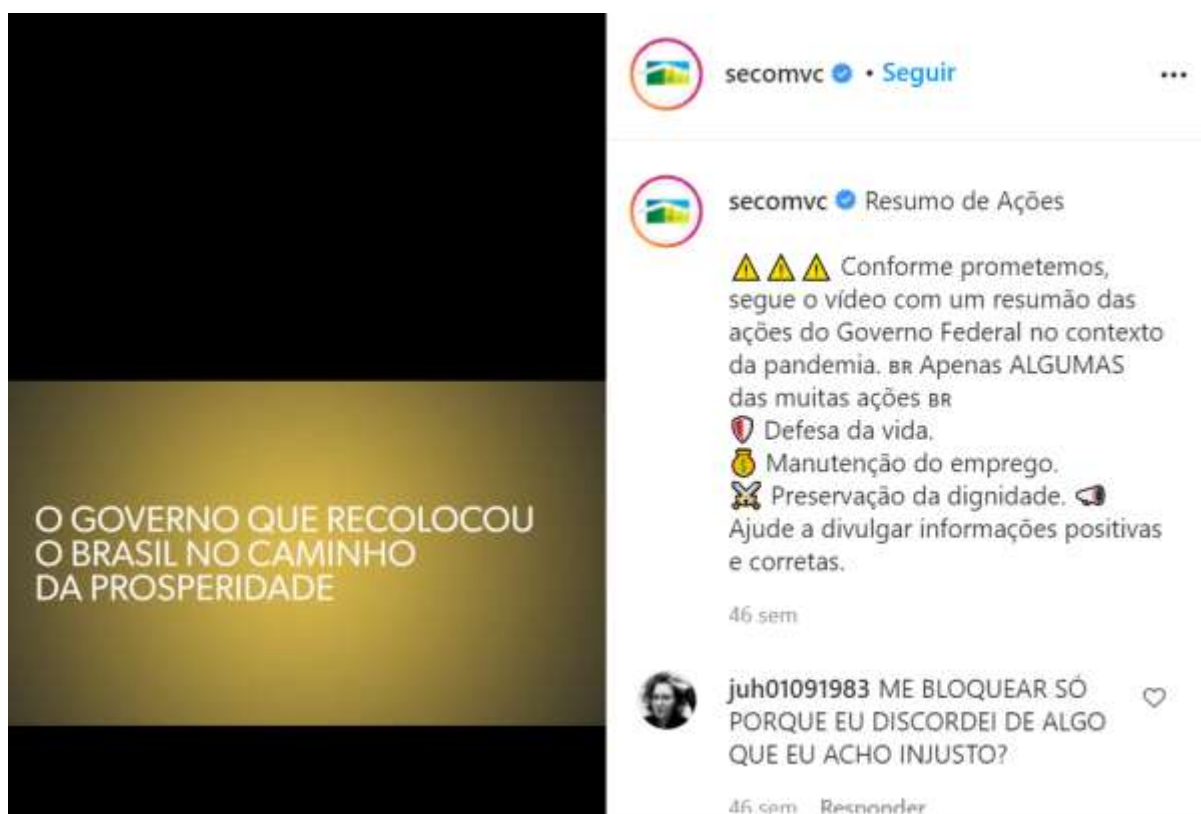 O GOVERNO QUE RECOLOCOU
O BRASIL NO CAMINHO
DA PROSPERIDADE
secomvc • Seguir
secomvc Resumo de Ações
⚠️⚠️⚠️ Conforme prometemos,
segue o vídeo com um resumão das
ações do Governo Federal no contexto
da pandemia. BR Apenas ALGUMAS
das muitas ações BR
🛡️ Defesa da vida.
💰 Manutenção do emprego.
⚔️ Preservação da dignidade. 📢
Ajude a divulgar informações positivas
e corretas.
46 sem
juh01091983 ME BLOQUEAR SÓ
PORQUE EU DISCORDEI DE ALGO
QUE EU ACHO INJUSTO?
46 sem Responder